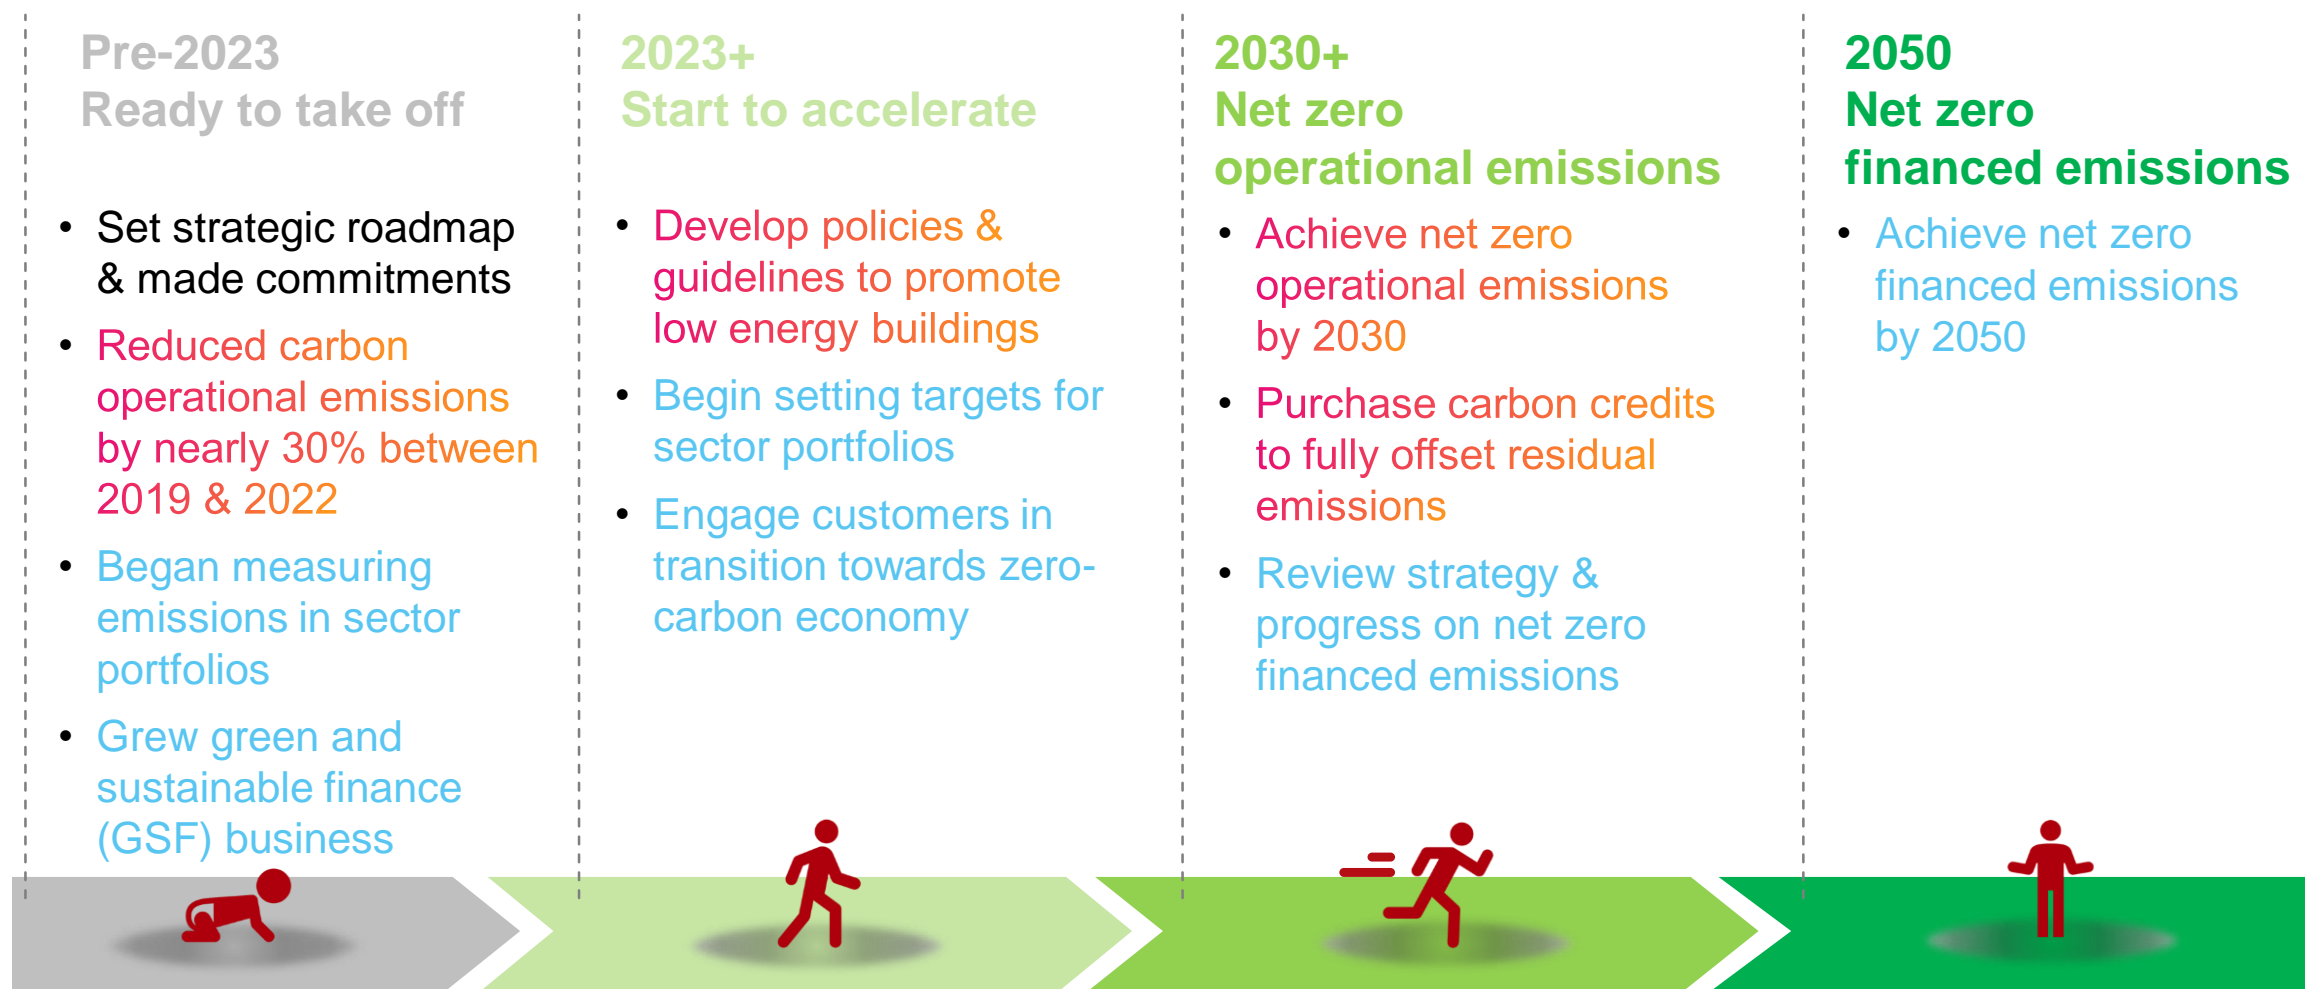 Pre-2023
Ready to take off
• Set strategic roadmap
& made commitments
• Reduced carbon
operational emissions
by nearly 30% between
2019 & 2022
• Began measuring
emissions in sector
portfolios
• Grew green and
sustainable finance
(GSF) business
2023+
Start to accelerate
• Develop policies &
guidelines to promote
low energy buildings
• Begin setting targets for
sector portfolios
• Engage customers in
transition towards zero-
carbon economy
2030+
Net zero
operational emissions
• Achieve net zero
operational emissions
by 2030
• Purchase carbon credits
to fully offset residual
emissions
• Review strategy &
progress on net zero
financed emissions
2050
Net zero
financed emissions
• Achieve net zero
financed emissions
by 2050